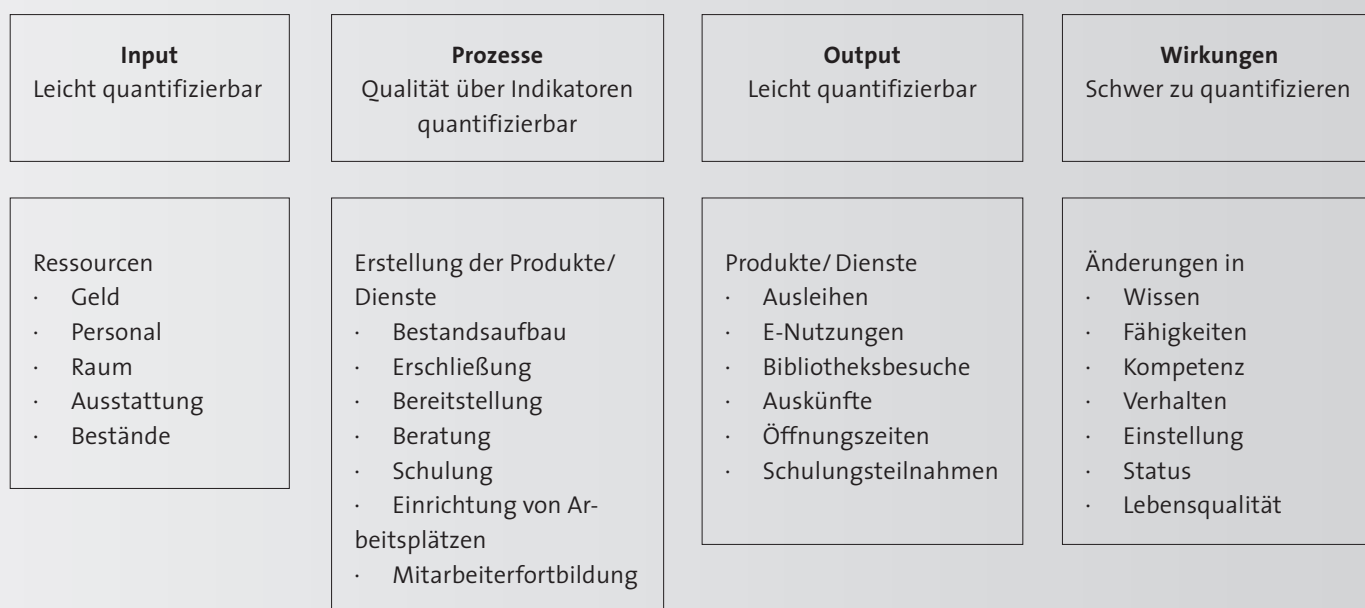 Input
Leicht quantifizierbar
Prozesse
Qualität über Indikatoren
quantifizierbar
Output
Leicht quantifizierbar
Wirkungen
Schwer zu quantifizieren
Ressourcen
· Geld
· Personal
· Raum
· Ausstattung
· Bestände
Erstellung der Produkte/
Dienste
· Bestandsaufbau
· Erschließung
· Bereitstellung
· Beratung
· Schulung
· Einrichtung von Ar-
beitsplätzen
· Mitarbeiterfortbildung
Produkte/ Dienste
· Ausleihen
· E-Nutzungen
· Bibliotheksbesuche
· Auskünfte
· Öffnungszeiten
· Schulungsteilnahmen
Änderungen in
· Wissen
· Fähigkeiten
· Kompetenz
· Verhalten
· Einstellung
· Status
· Lebensqualität